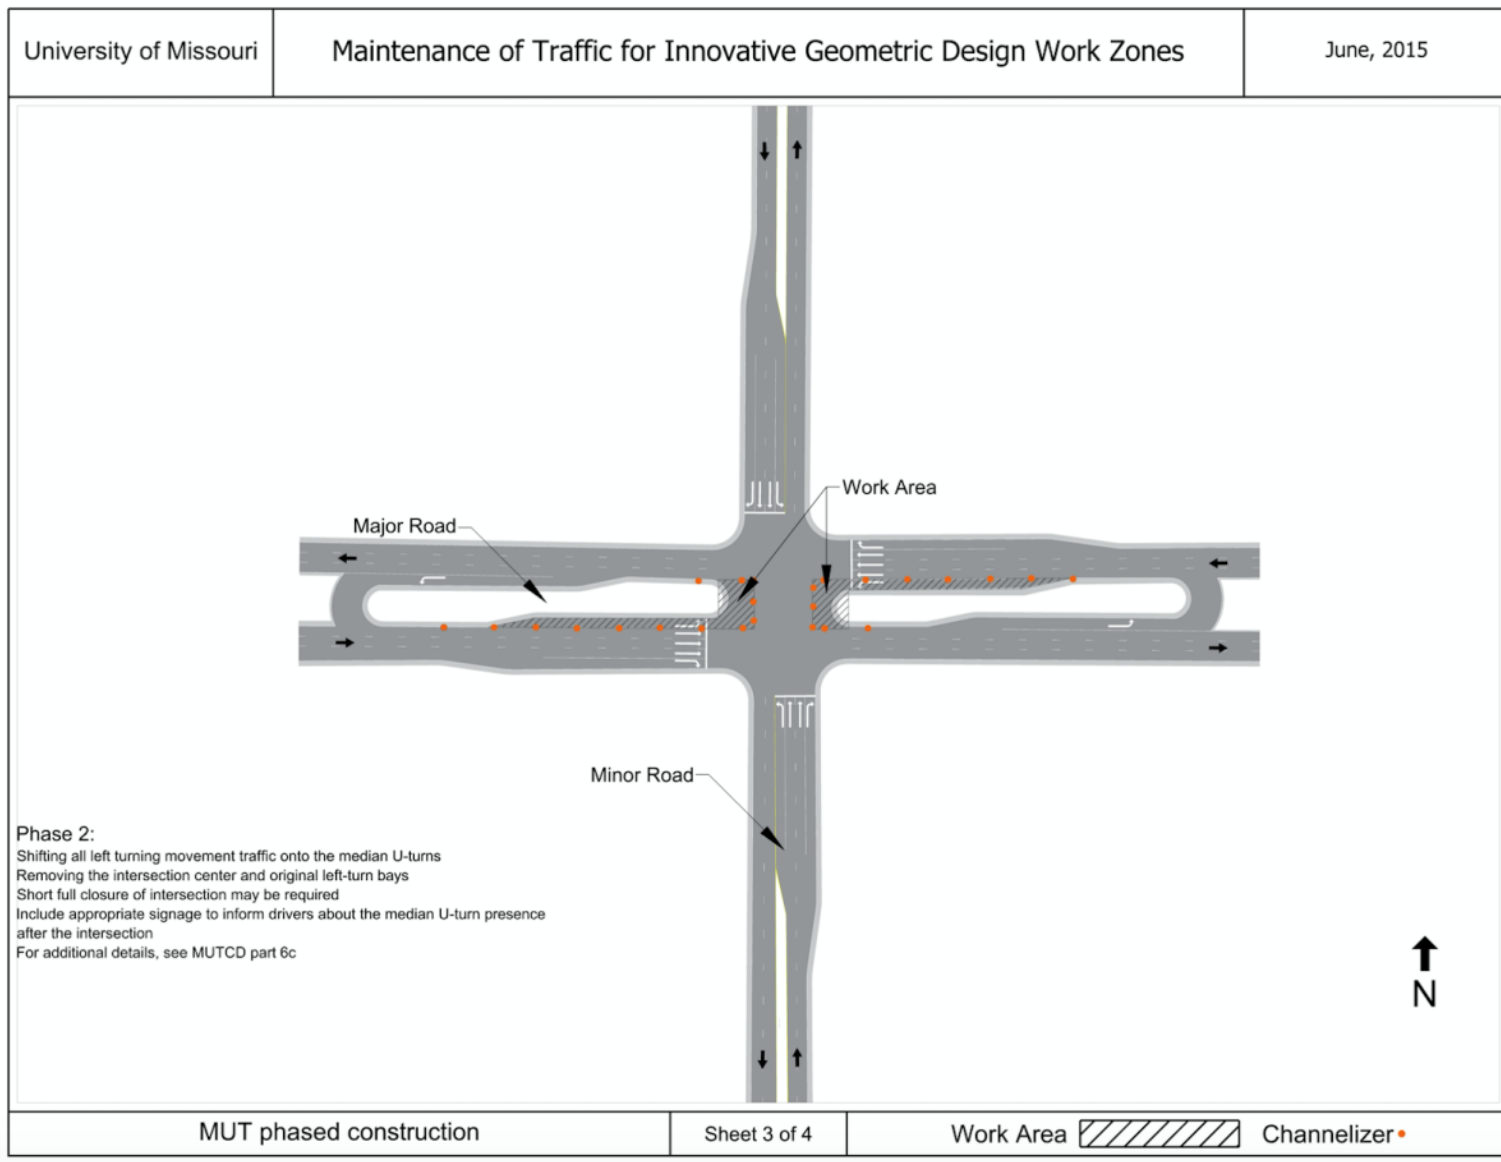 University of Missouri
Maintenance of Traffic for Innovative Geometric Design Work Zones
June, 2015
Work Area
Major Road
Minor Road
Phase 2:
Shifting all left turning movement traffic onto the median U-turns
Removing the intersection center and original left-turn bays
Short full closure of intersection may be required
Include appropriate signage to inform drivers about the median U-turn presence
after the intersection
For additional details, see MUTCD part 6c
N
MUT phased construction
Sheet 3 of 4
Work Area
Channelizer